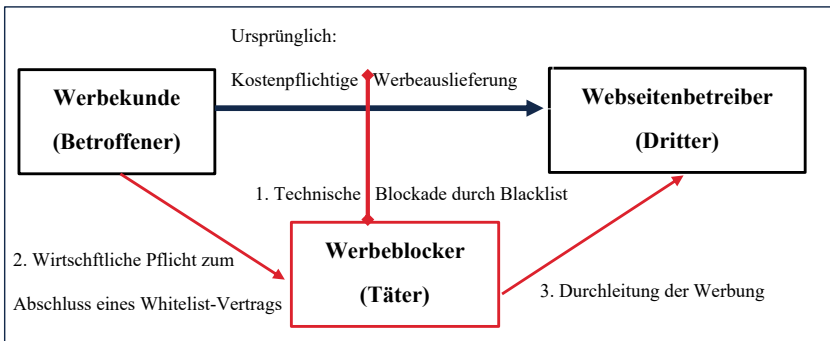 Ursprünglich:
Kostenpflichtige Werbeauslieferung
Werbekunde
(Betroffener)
Webseitenbetreiber
(Dritter)
1. Technische Blockade durch Blacklist
Werbeblocker
(Täter)
2. Wirtschftliche Pflicht zum
Abschluss eines Whitelist-Vertrags
3. Durchleitung der Werbung